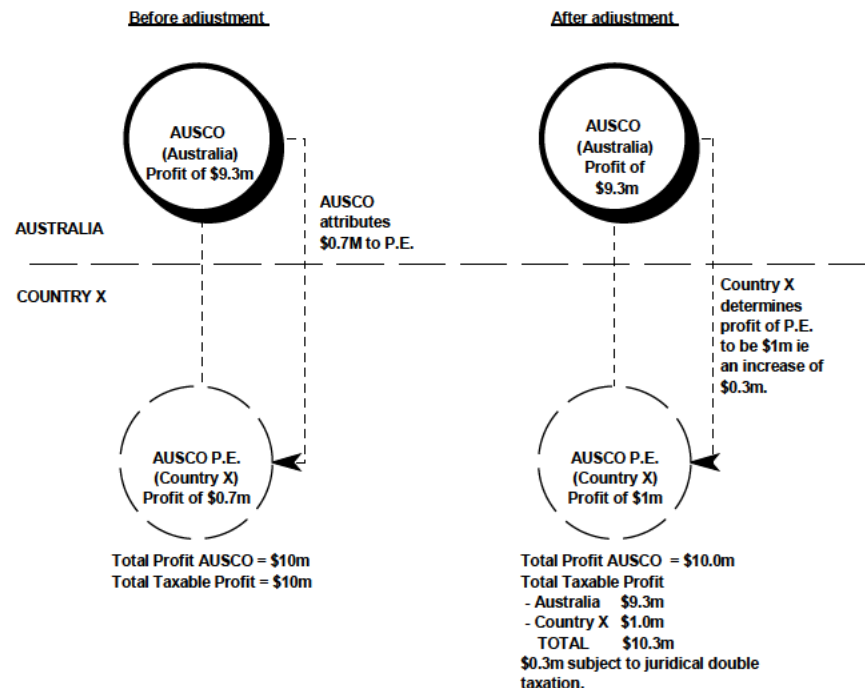 Before adjustment
AUSCO
(Australia)
Profit of $9.3m
AUSCO
attributes
$0.7M to P.E.
AUSTRALIA
COUNTRY X
AUSCO P.E.
(Country X)
Profit of $0.7m
Total Profit AUSCO = $10m
Total Taxable Profit = $10m
After adjustment
AUSCO
(Australia)
Profit of
$9.3m
Country X
determines
profit of P.E.
to be $1m ie
an increase of
$0.3m.
AUSCO P.E.
(Country X)
Profit of $1m
Total Profit AUSCO = $10.0m
Total Taxable Profit
- Australia $9.3m
- Country X $1.0m
TOTAL $10.3m
$0.3m subject to juridical double
taxation.